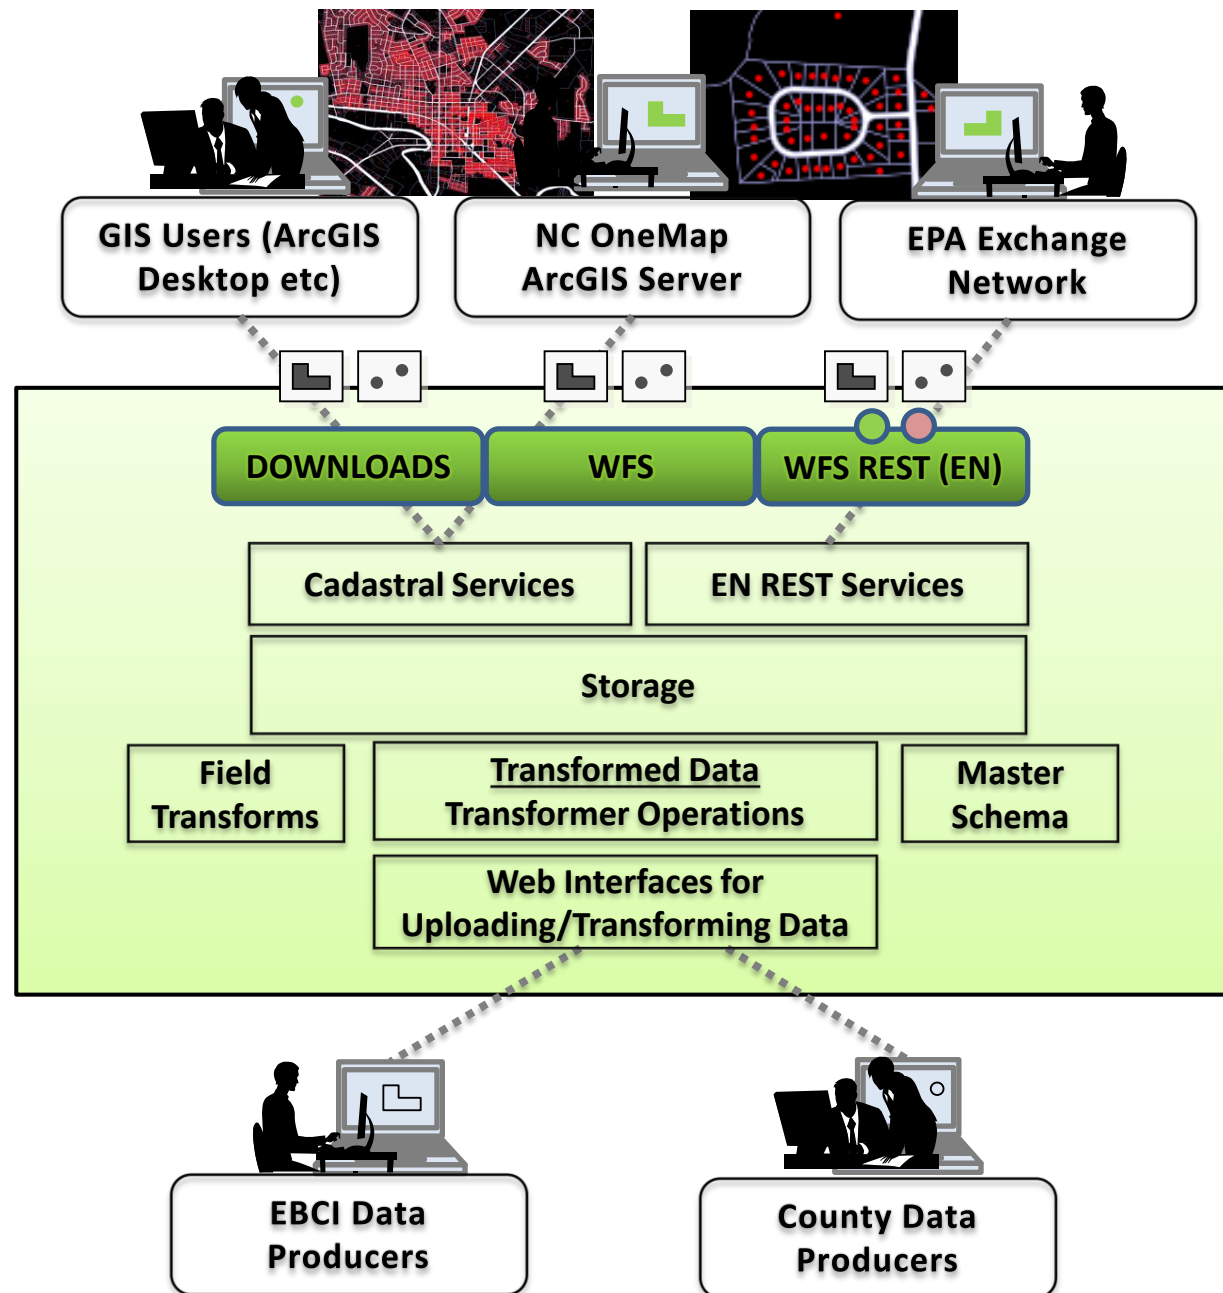 GIS Users (ArcGIS
Desktop etc)
NC OneMap
ArcGIS Server
EPA Exchange
Network
DOWNLOADS
WFS
WFS REST (EN)
Cadastral Services
EN REST Services
Storage
Field
Transforms
Transformed Data
Transformer Operations
Master
Schema
Web Interfaces for
Uploading/Transforming Data
EBCI Data
Producers
County Data
Producers